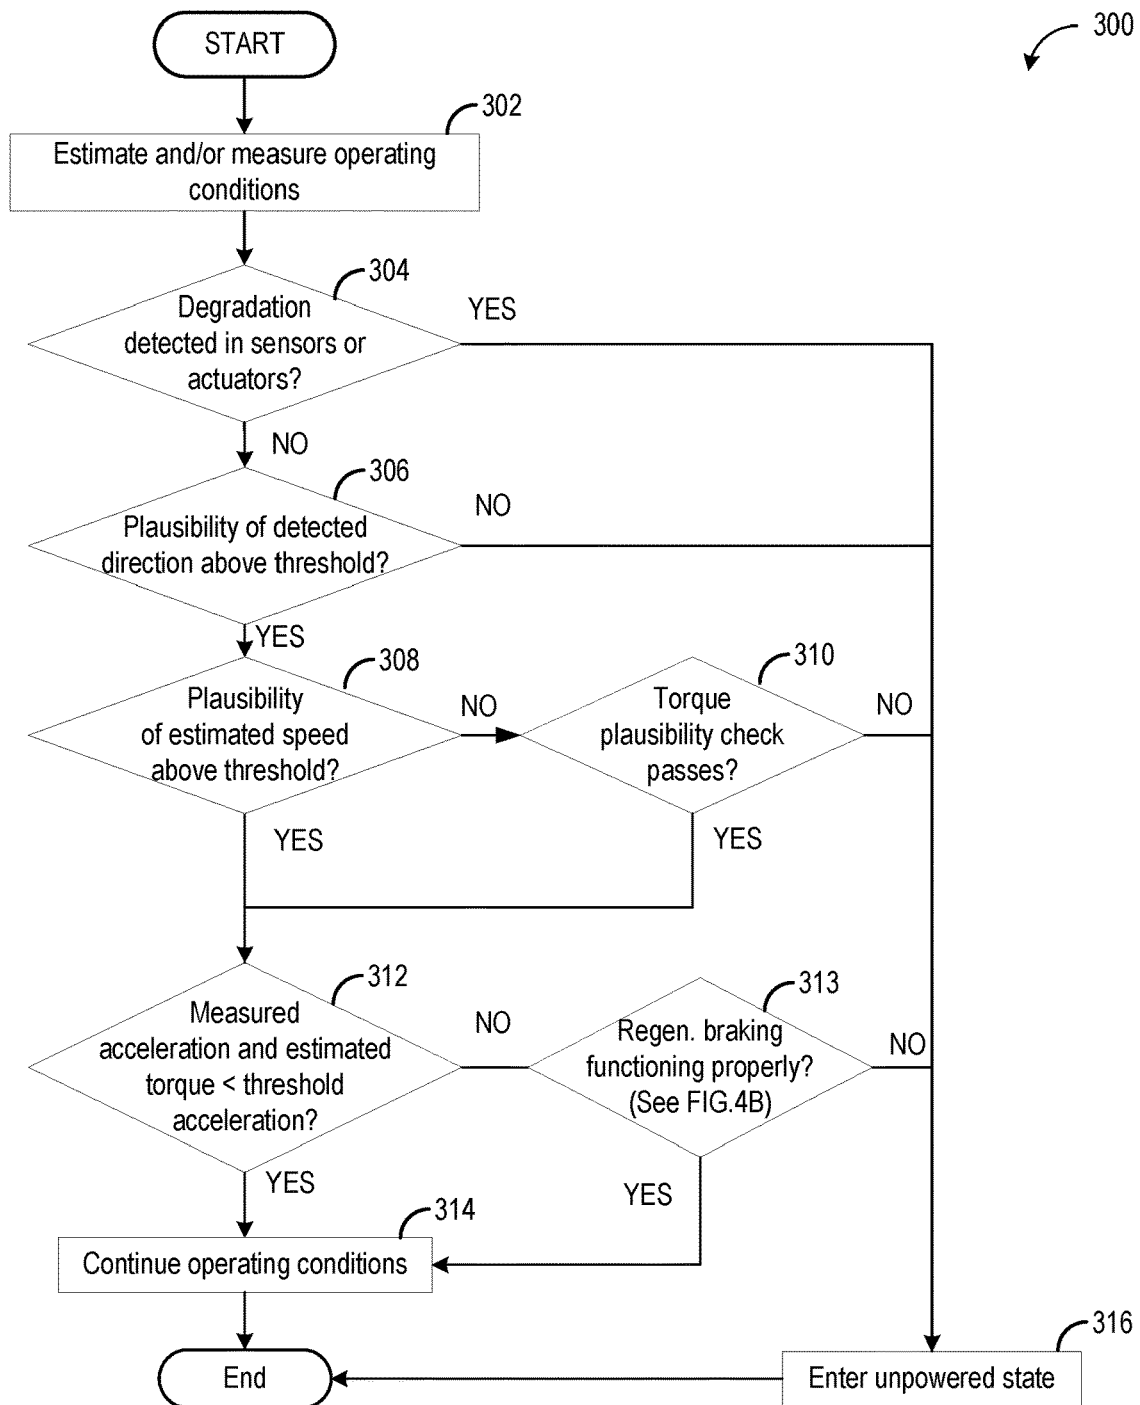 START
300
302
Estimate and/or measure operating
conditions
304
Degradation
detected in sensors or
actuators?
YES
NO
306
Plausibility of detected
direction above threshold?
NO
YES
308
Plausibility
of estimated speed
above threshold?
NO
310
Torque
plausibility check
passes?
NO
YES
YES
312
Measured
acceleration and estimated
torque < threshold
acceleration?
NO
313
Regen. braking
functioning properly?
(See FIG.4B)
NO
YES
YES
314
Continue operating conditions
316
Enter unpowered state
End